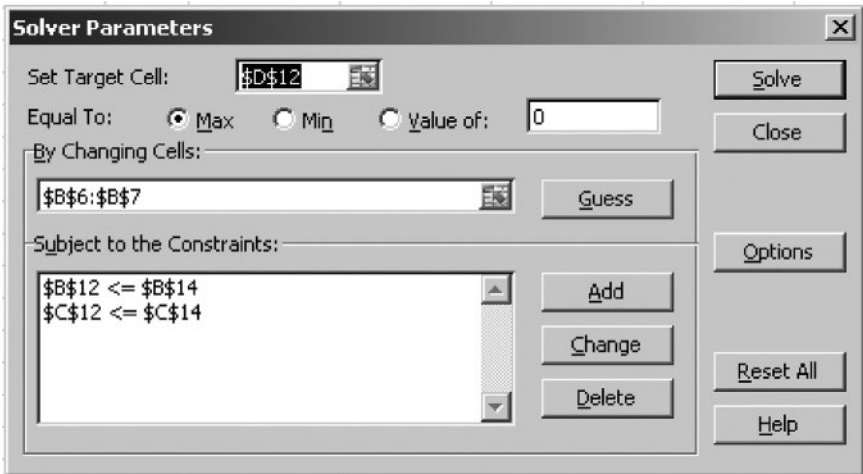 Solver Parameters
Set Target Cell: $D$12 Solve
Equal To: Max Min Value of: 0 Close
By Changing Cells:
$B$6:$B$7 Guess
Subject to the Constraints: Options
$B$12 <= $B$14 Add
$C$12 <= $C$14
Change
Reset All
Delete
Help